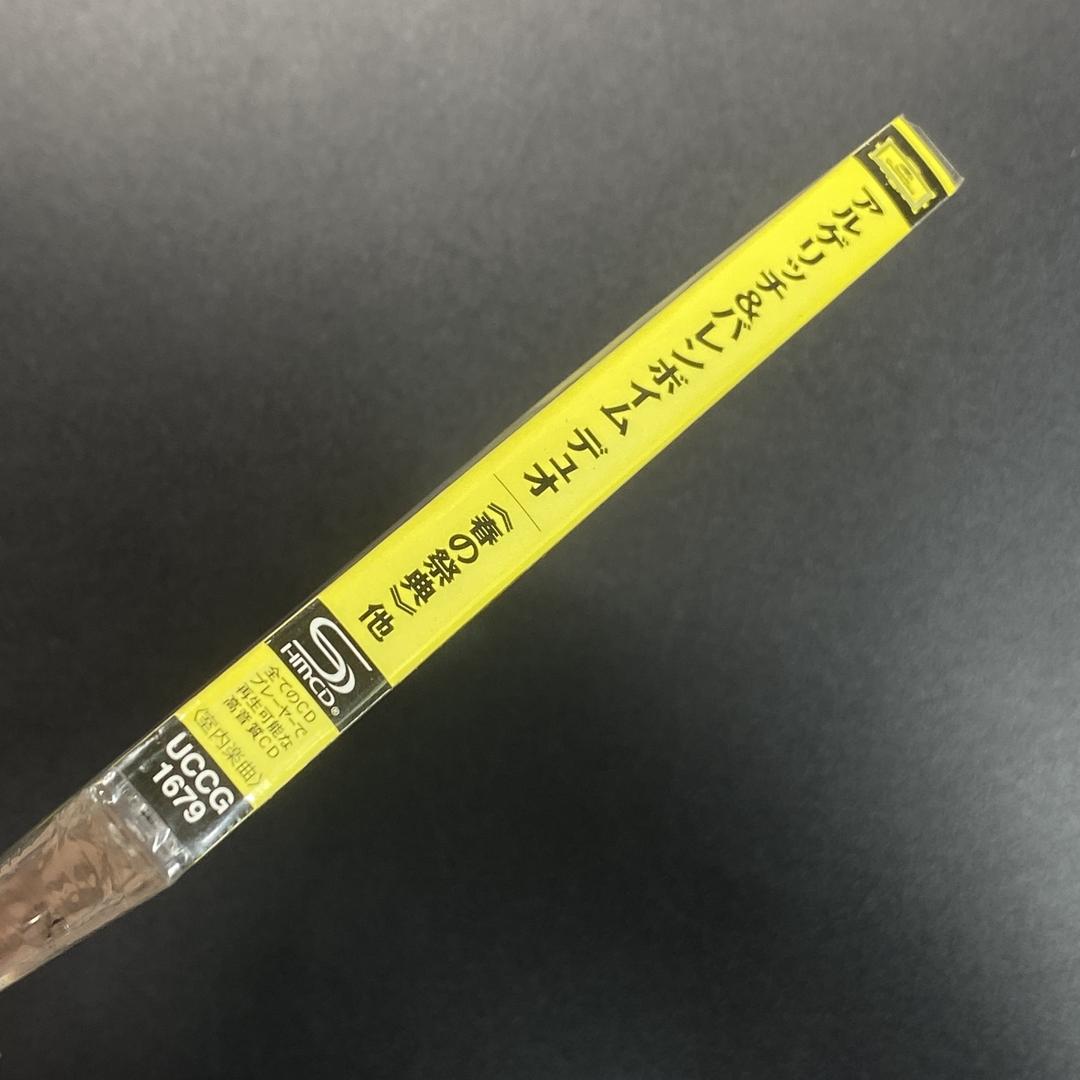 アルゲリッチ&バレンボイム デュオ
《春の祭典》他
HM-CD®
全てのCD
プレーヤーで
再生可能な
高音質CD
〈室内楽曲〉
UCCG
1679